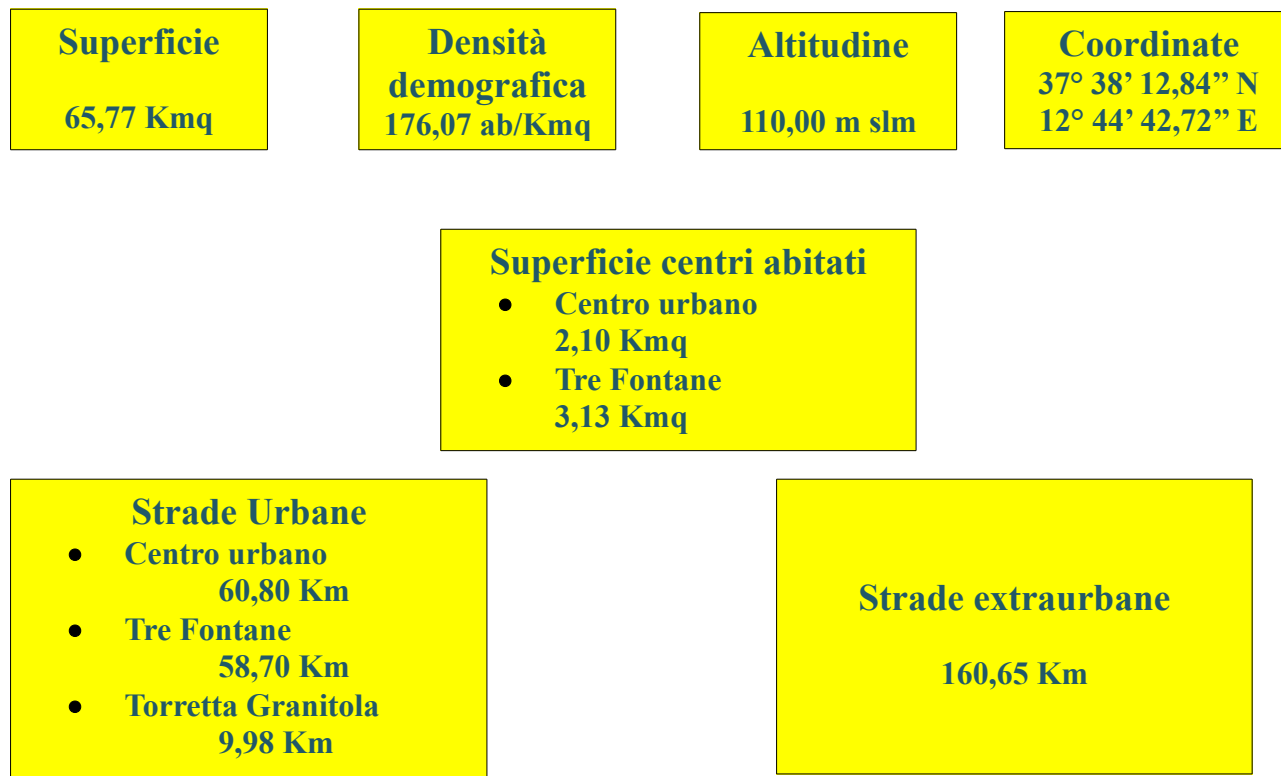 Superficie
65,77 Kmq
Densità
demografica
176,07 ab/Kmq
Altitudine
110,00 m slm
Coordinate
37° 38’ 12,84’’ N
12° 44’ 42,72’’ E
Superficie centri abitati
● Centro urbano
2,10 Kmq
● Tre Fontane
3,13 Kmq
Strade Urbane
● Centro urbano
60,80 Km
● Tre Fontane
58,70 Km
● Torretta Granitola
9,98 Km
Strade extraurbane
160,65 Km